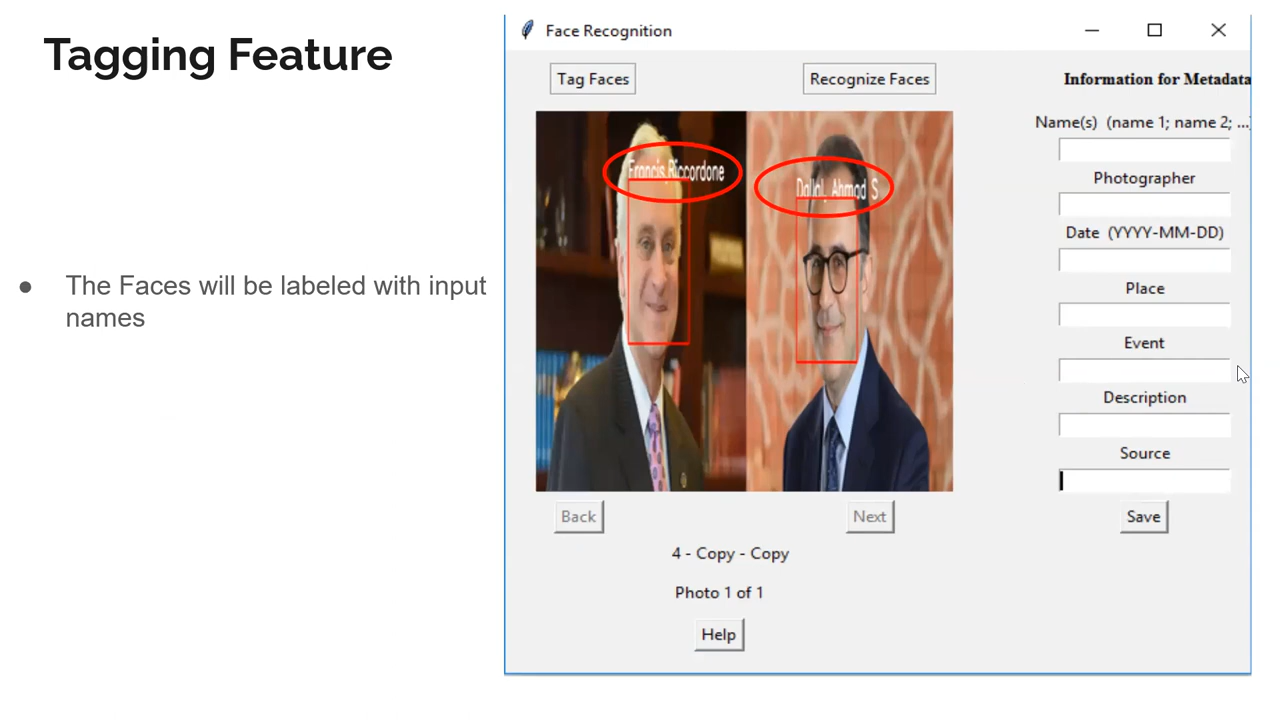 Tagging Feature
● The Faces will be labeled with input
names
Face Recognition
Tag Faces
Recognize Faces
Information for Metadata
Francis Riccordone
Dallal, Ahmad S
Name(s) (name 1; name 2; ...
Photographer
Date (YYYY-MM-DD)
Place
Event
Description
Source
Back
Next
Save
4 - Copy - Copy
Photo 1 of 1
Help